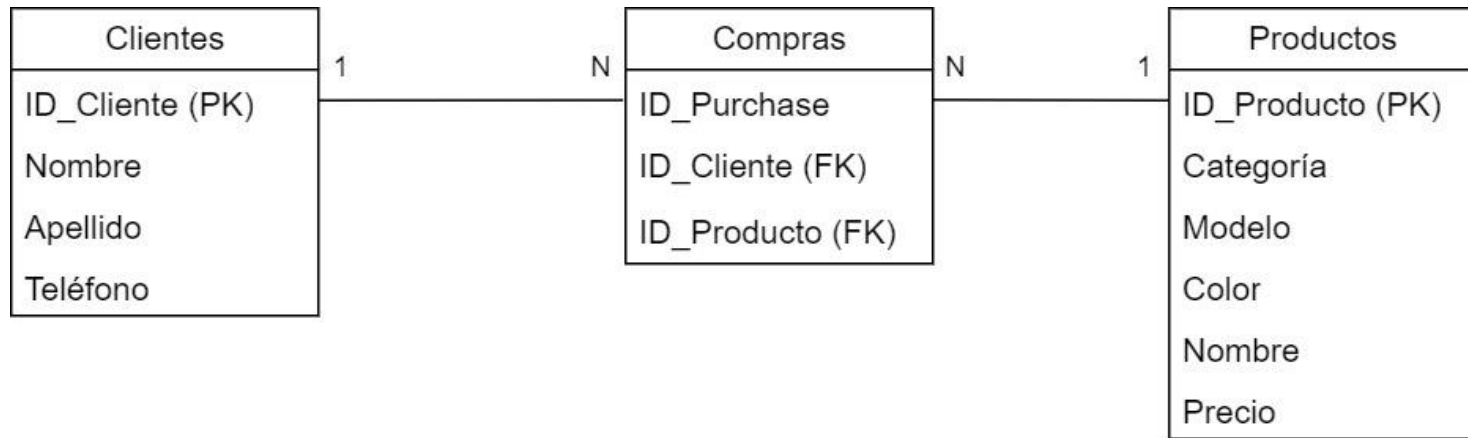 Clientes
ID_Cliente (PK)
Nombre
Apellido
Teléfono
1
N
Compras
ID_Purchase
ID_Cliente (FK)
ID_Producto (FK)
N
1
Productos
ID_Producto (PK)
Categoría
Modelo
Color
Nombre
Precio